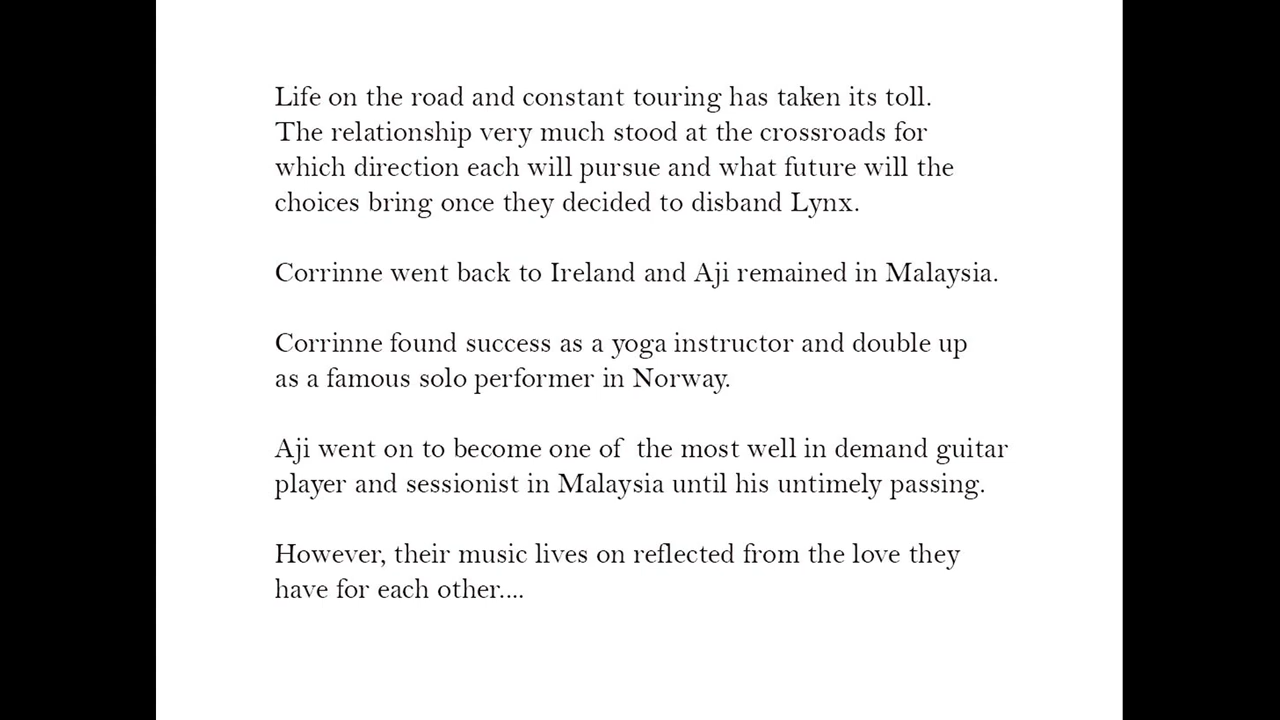 Life on the road and constant touring has taken its toll.
The relationship very much stood at the crossroads for
which direction each will pursue and what future will the
choices bring once they decided to disband Lynx.
Corrinne went back to Ireland and Aji remained in Malaysia.
Corrinne found success as a yoga instructor and double up
as a famous solo performer in Norway.
Aji went on to become one of  the most well in demand guitar
player and sessionist in Malaysia until his untimely passing.
However, their music lives on reflected from the love they
have for each other....